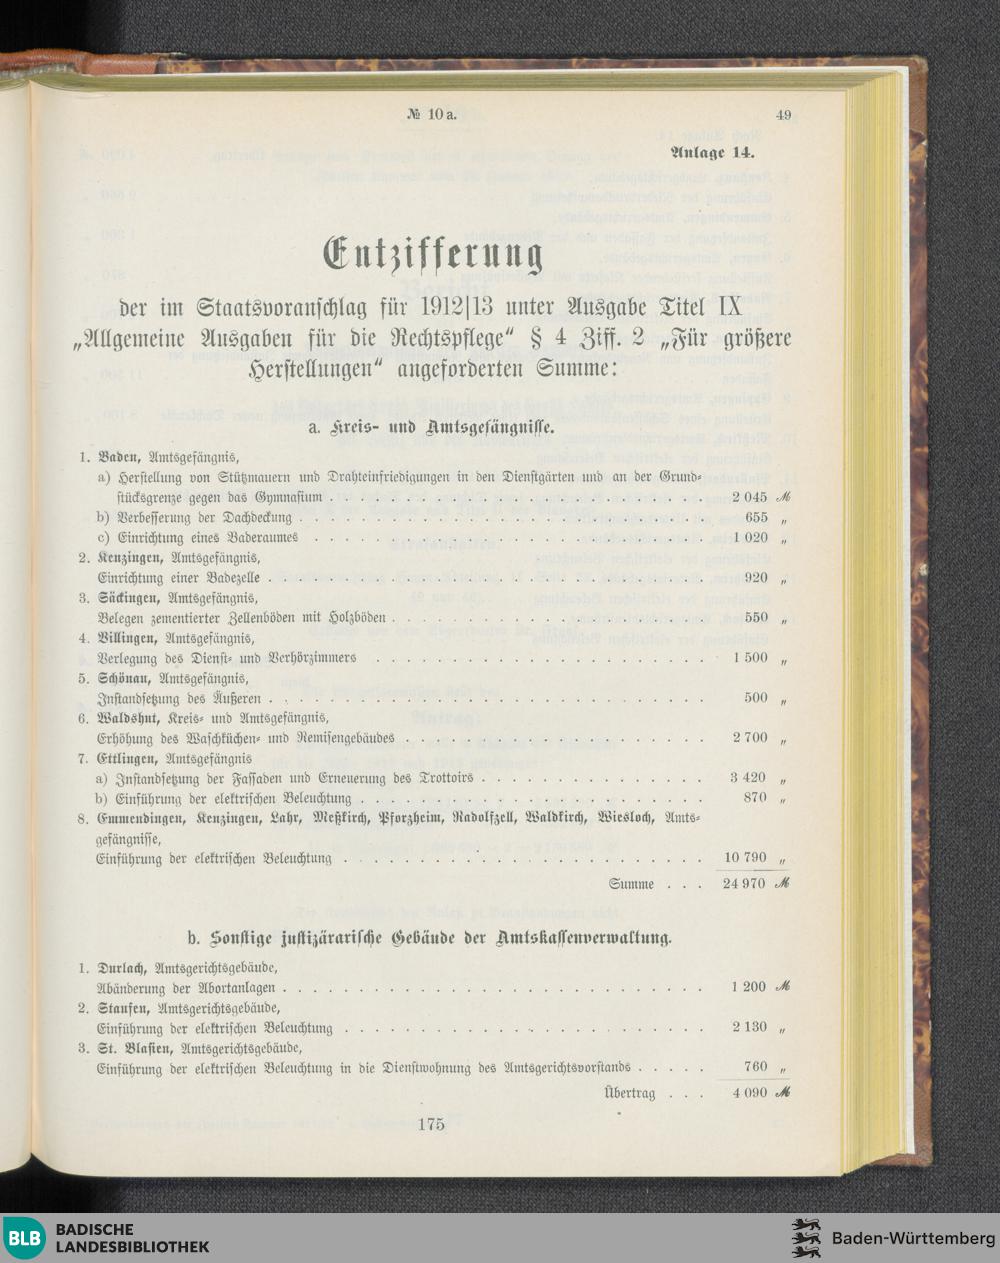 № 10 a. 49
Anlage 14.
Entzifferung
der im Staatsvoranschlag für 1912|13 unter Ausgabe Titel IX
„Allgemeine Ausgaben für die Rechtspflege“ § 4 Ziff. 2 „Für größere
Herstellungen“ angeforderten Summe:
a. Kreis- und Amtsgefängnisse.
1. Baden, Amtsgefängnis,
a) Herstellung von Stützmauern und Drahteinfriedigungen in den Dienstgärten und an der Grund-
stücksgrenze gegen das Gymnasium . . . . . . . . . . . . 2 045 ℳ
b) Verbesserung der Dachdeckung . . . . . . . . . . . . 655 „
c) Einrichtung eines Baderaumes . . . . . . . . . . . . 1 020 „
2. Kenzingen, Amtsgefängnis,
Einrichtung einer Badezelle . . . . . . . . . . . . 920 „
3. Säckingen, Amtsgefängnis,
Belegen zementierter Zellenböden mit Holzböden . . . . . . . . . . . . 550 „
4. Villingen, Amtsgefängnis,
Verlegung des Dienst- und Verhörzimmers . . . . . . . . . . . . 1 500 „
5. Schönau, Amtsgefängnis,
Instandsetzung des Äußeren . . . . . . . . . . . . 500 „
6. Waldshut, Kreis- und Amtsgefängnis,
Erhöhung des Waschküchen- und Remisengebäudes . . . . . . . . . . . . 2 700 „
7. Ettlingen, Amtsgefängnis
a) Instandsetzung der Fassaden und Erneuerung des Trottoirs . . . . . . . . . . . . 3 420 „
b) Einführung der elektrischen Beleuchtung . . . . . . . . . . . . 870 „
8. Emmendingen, Kenzingen, Lahr, Meßkirch, Pforzheim, Radolfzell, Waldkirch, Wiesloch, Amts-
gefängnisse,
Einführung der elektrischen Beleuchtung . . . . . . . . . . . . 10 790 „
Summe . . . 24 970 ℳ
b. Sonstige justizärarische Gebäude der Amtskassenverwaltung.
1. Durlach, Amtsgerichtsgebäude,
Abänderung der Abortanlagen . . . . . . . . . . . . 1 200 ℳ
2. Staufen, Amtsgerichtsgebäude,
Einführung der elektrischen Beleuchtung . . . . . . . . . . . . 2 130 „
3. St. Blasien, Amtsgerichtsgebäude,
Einführung der elektrischen Beleuchtung in die Dienstwohnung des Amtsgerichtsvorstands . . . . . 760 „
Übertrag . . . 4 090 ℳ
175
BLB BADISCHE
LANDESBIBLIOTHEK
Baden-Württemberg